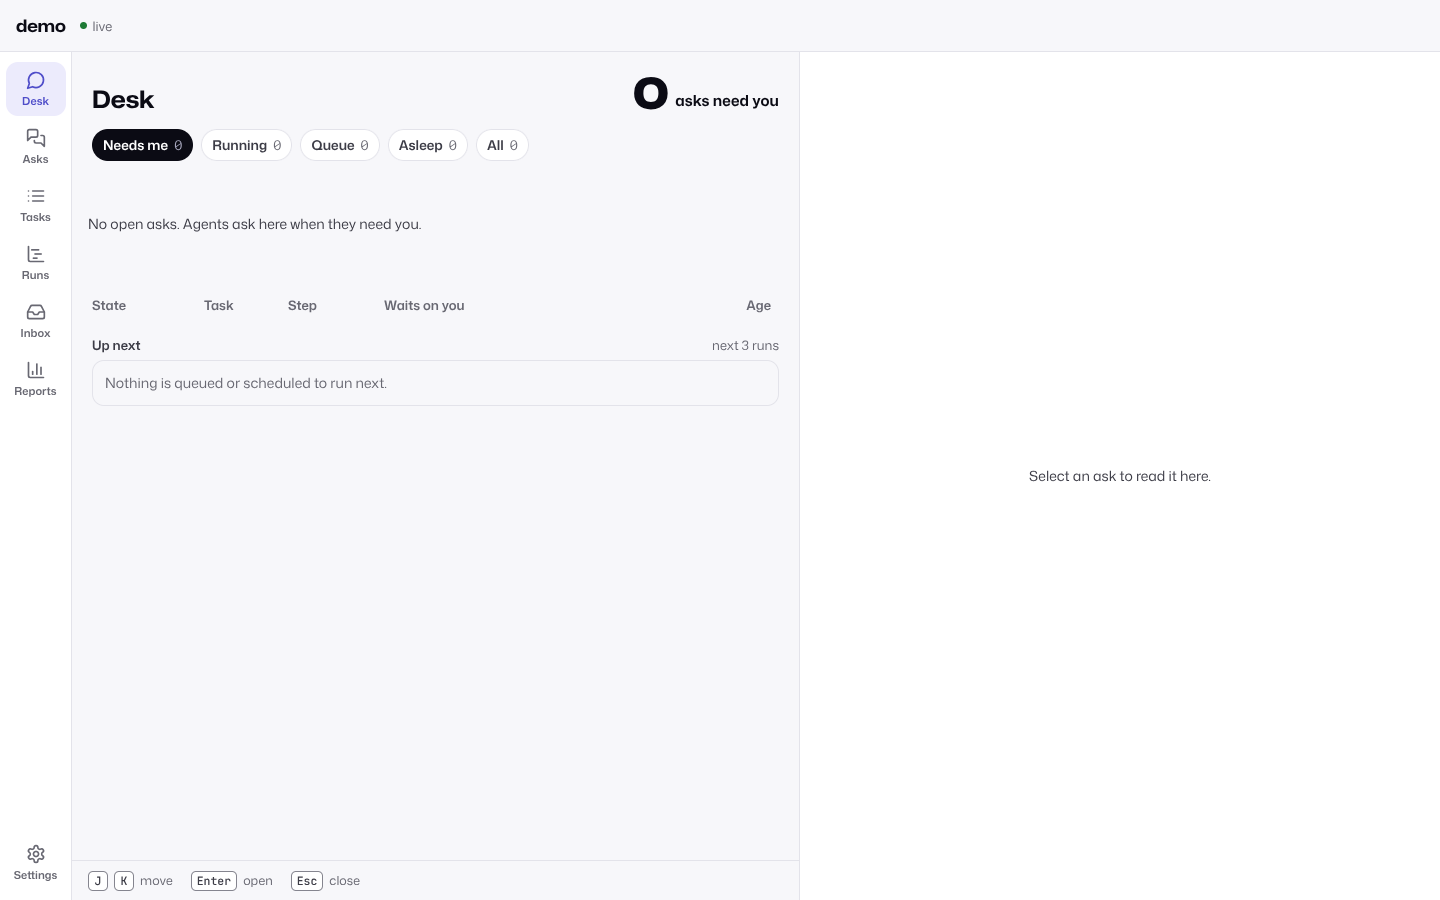 demo live
Desk
Asks
Tasks
Runs
Inbox
Reports
Settings
Desk
0 asks need you
Needs me 0 Running 0 Queue 0 Asleep 0 All 0
No open asks. Agents ask here when they need you.
State Task Step Waits on you Age
Up next next 3 runs
Nothing is queued or scheduled to run next.
J K move Enter open Esc close
Select an ask to read it here.